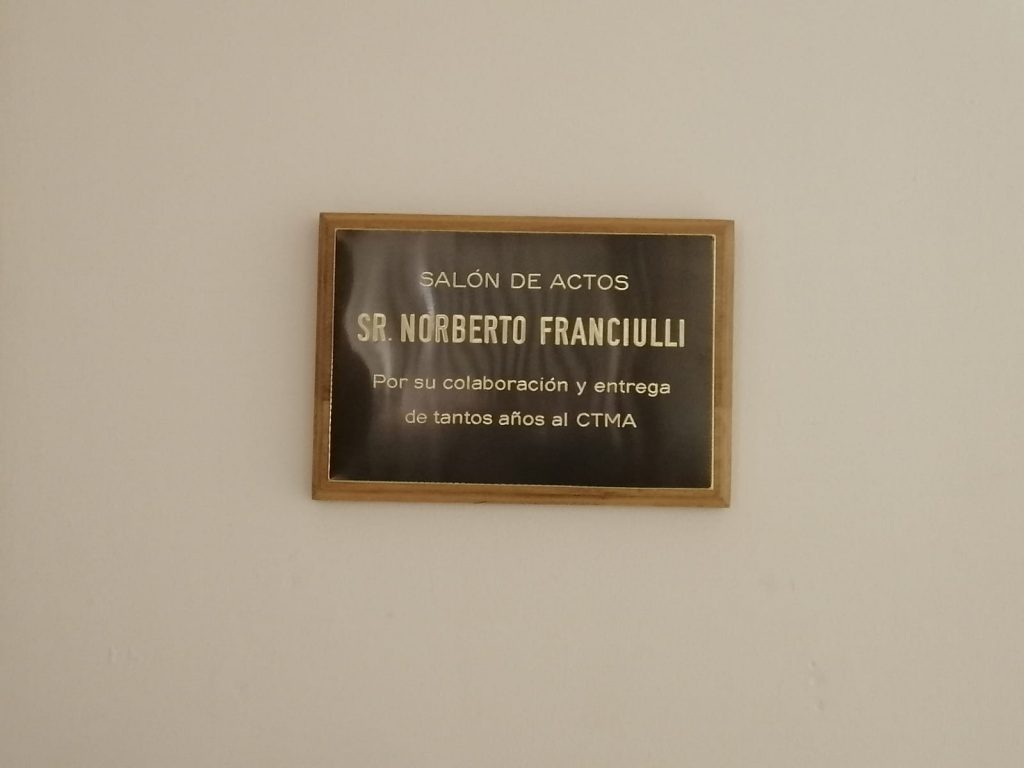 SALÓN DE ACTOS
SR. NORBERTO FRANCIULLI
Por su colaboración y entrega
de tantos años al CTMA